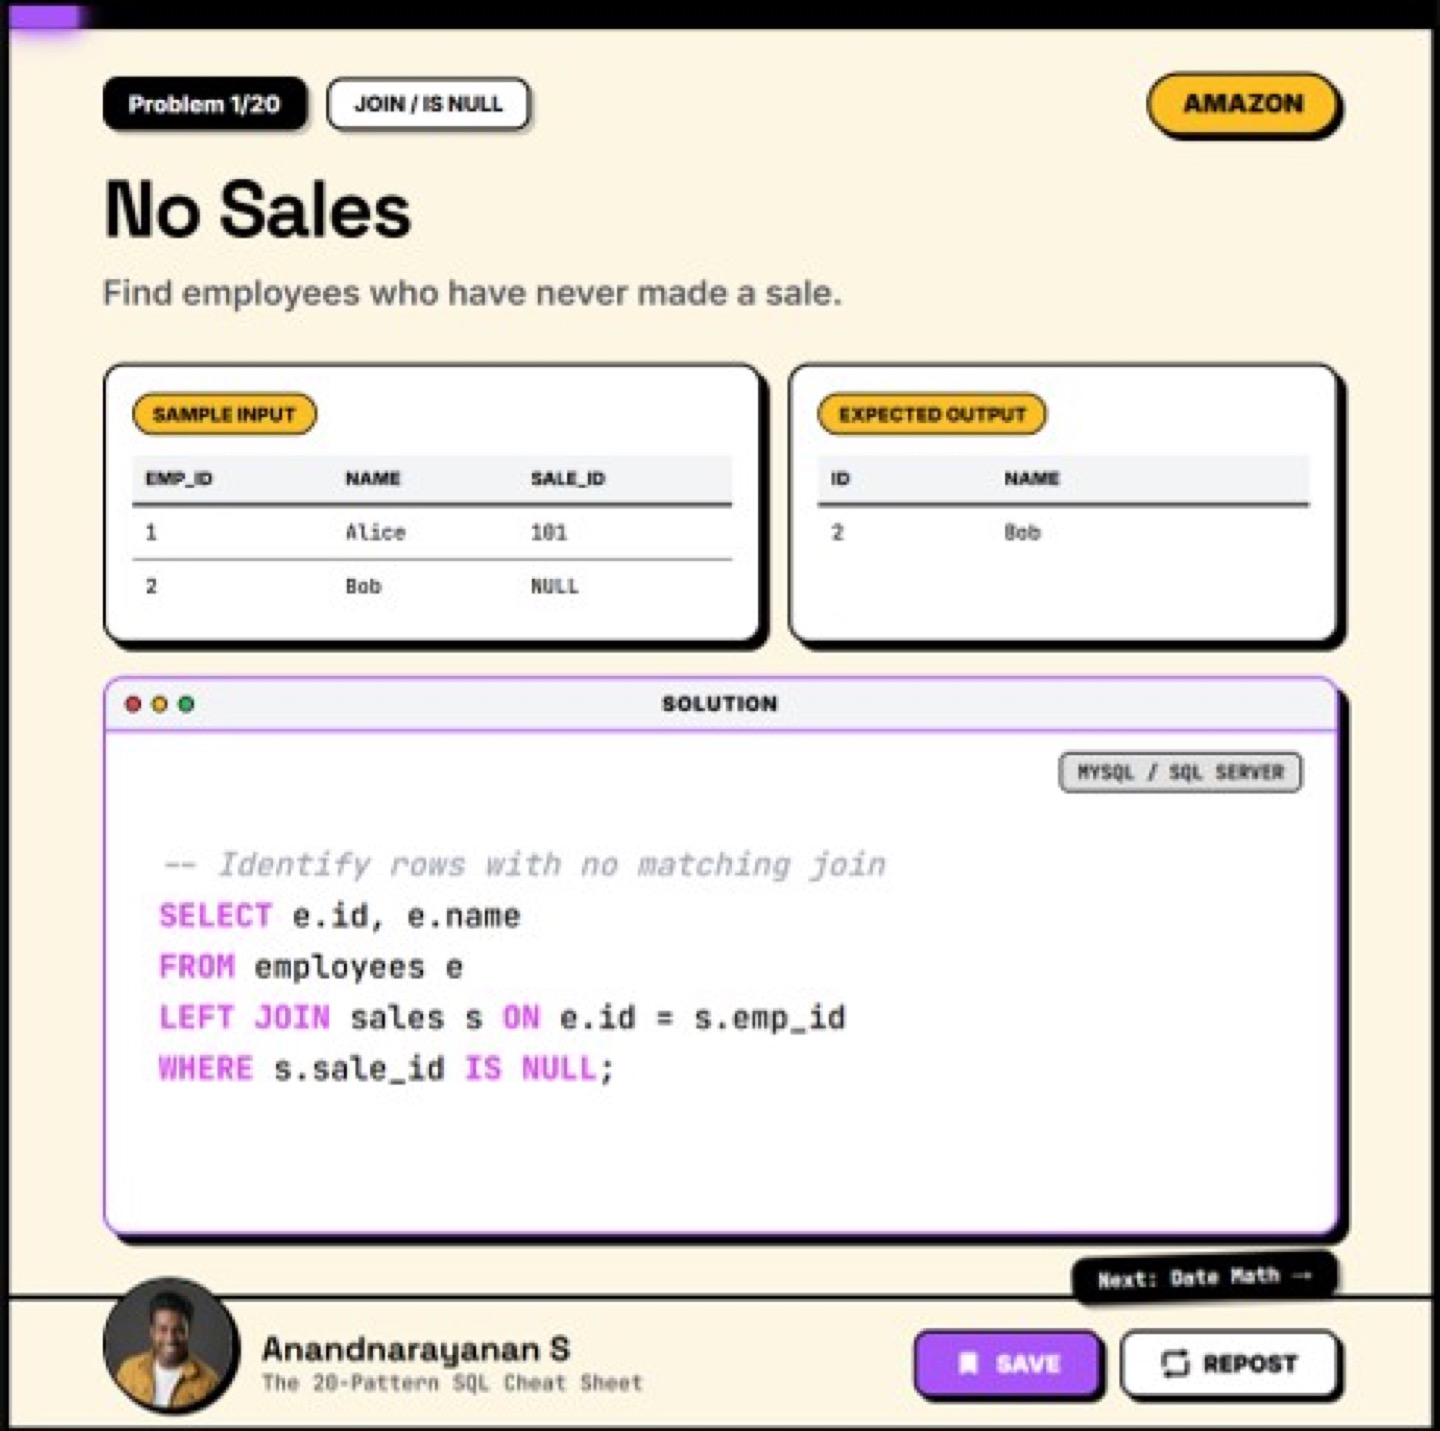 Problem 1/20
JOIN / IS NULL
AMAZON
No Sales
Find employees who have never made a sale.
SAMPLE INPUT
EMP_ID NAME SALE_ID
1 Alice 101
2 Bob NULL
EXPECTED OUTPUT
ID NAME
2 Bob
SOLUTION
MYSQL / SQL SERVER
-- Identify rows with no matching join
SELECT e.id, e.name
FROM employees e
LEFT JOIN sales s ON e.id = s.emp_id
WHERE s.sale_id IS NULL;
Next: Date Math →
Anandnarayanan S
The 20-Pattern SQL Cheat Sheet
SAVE
REPOST